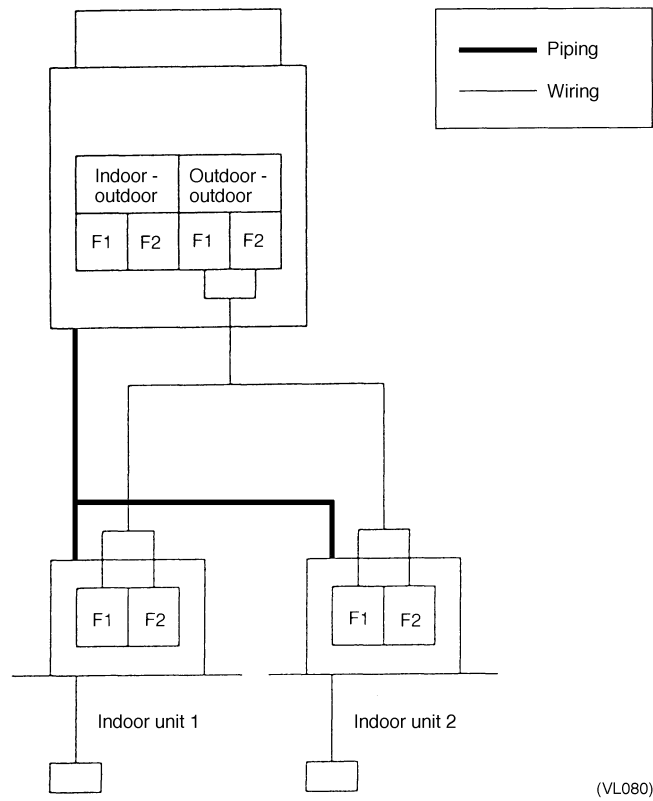 Piping
Wiring
Indoor -
outdoor
Outdoor -
outdoor
F1 F2 F1 F2
F1 F2
F1 F2
Indoor unit 1
Indoor unit 2
(VL080)